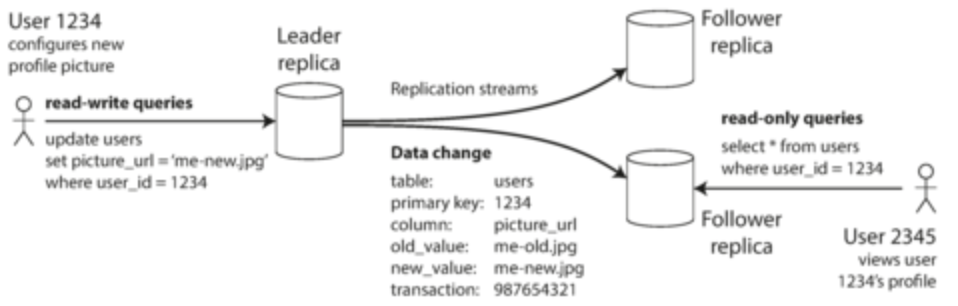 User 1234
configures new
profile picture
read-write queries
update users
set picture_url = 'me-new.jpg'
where user_id = 1234
Leader
replica
Replication streams
Data change
table: users
primary key: 1234
column: picture_url
old_value: me-old.jpg
new_value: me-new.jpg
transaction: 987654321
Follower
replica
read-only queries
select * from users
where user_id = 1234
Follower
replica
User 2345
views user
1234's profile